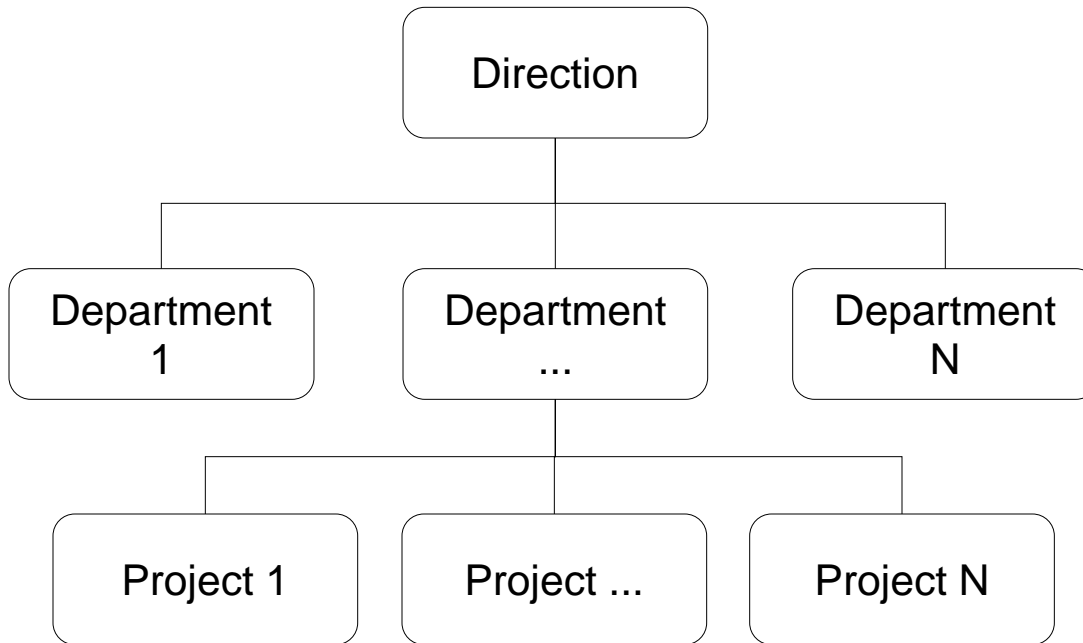 Direction
Department
1
Department
...
Department
N
Project 1
Project ...
Project N